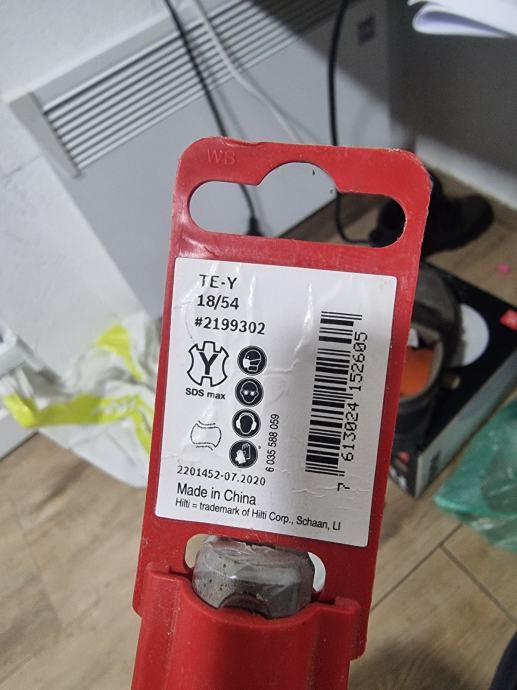 WB
TE-Y
18/54
#2199302
Y
SDS max
6 035 588 059
7 613024 152605
2201452-07.2020
Made in China
Hilti = trademark of Hilti Corp., Schaan, LI